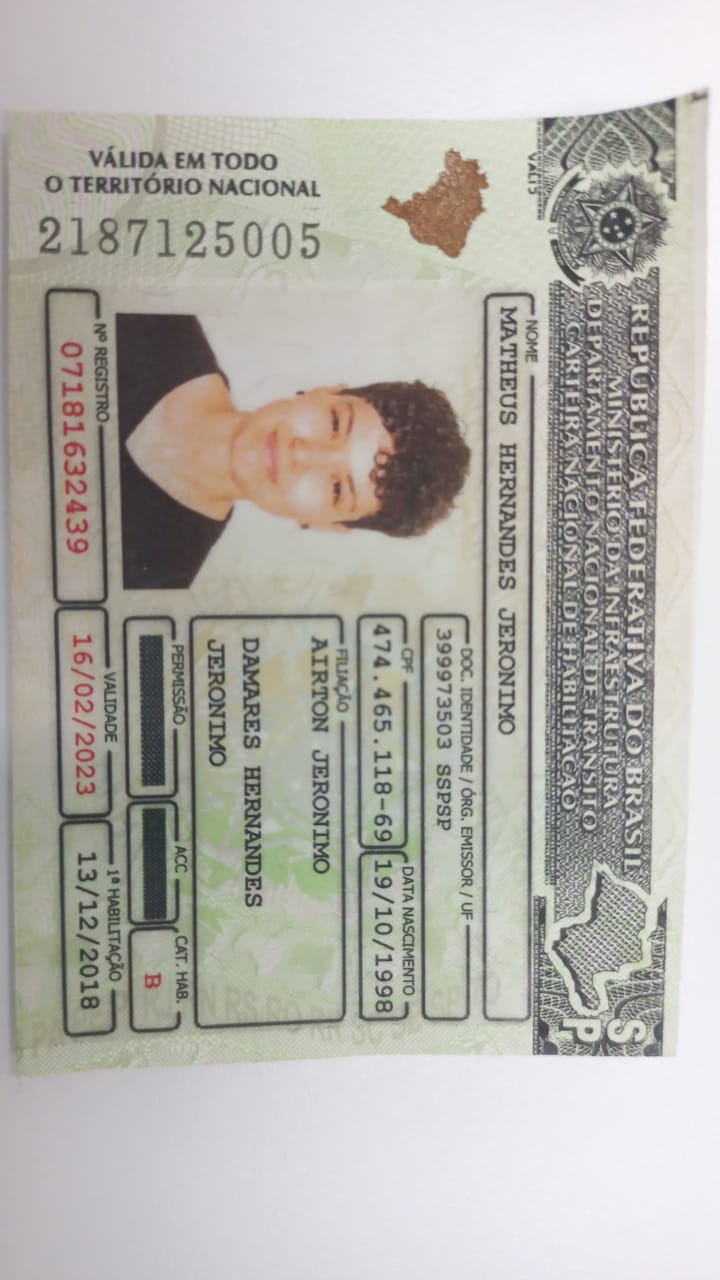 REPÚBLICA FEDERATIVA DO BRASIL
MINISTÉRIO DA INFRAESTRUTURA
DEPARTAMENTO NACIONAL DE TRÂNSITO
CARTEIRA NACIONAL DE HABILITAÇÃO
SP
VÁLIDA EM TODO
O TERRITÓRIO NACIONAL
2187125005
NOME
MATHEUS HERNANDES JERONIMO
DOC. IDENTIDADE / ÓRG. EMISSOR / UF
399973503 SSPSP
CPF
474.465.118-69
DATA NASCIMENTO
19/10/1998
FILIAÇÃO
AIRTON JERONIMO
DAMARES HERNANDES
JERONIMO
PERMISSÃO
ACC
CAT. HAB.
B
Nº REGISTRO
07181632439
VALIDADE
16/02/2023
1ª HABILITAÇÃO
13/12/2018